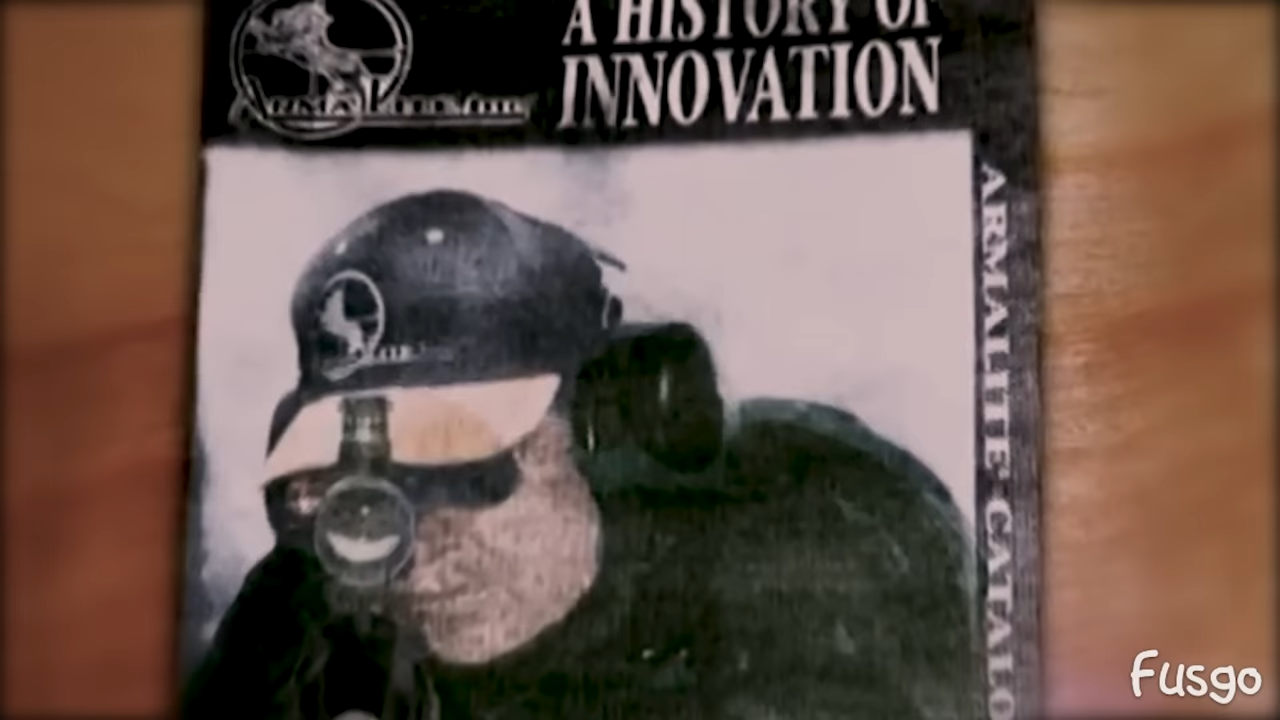 A HISTORY OF
INNOVATION
ARMALITE CATALO
Fusgo